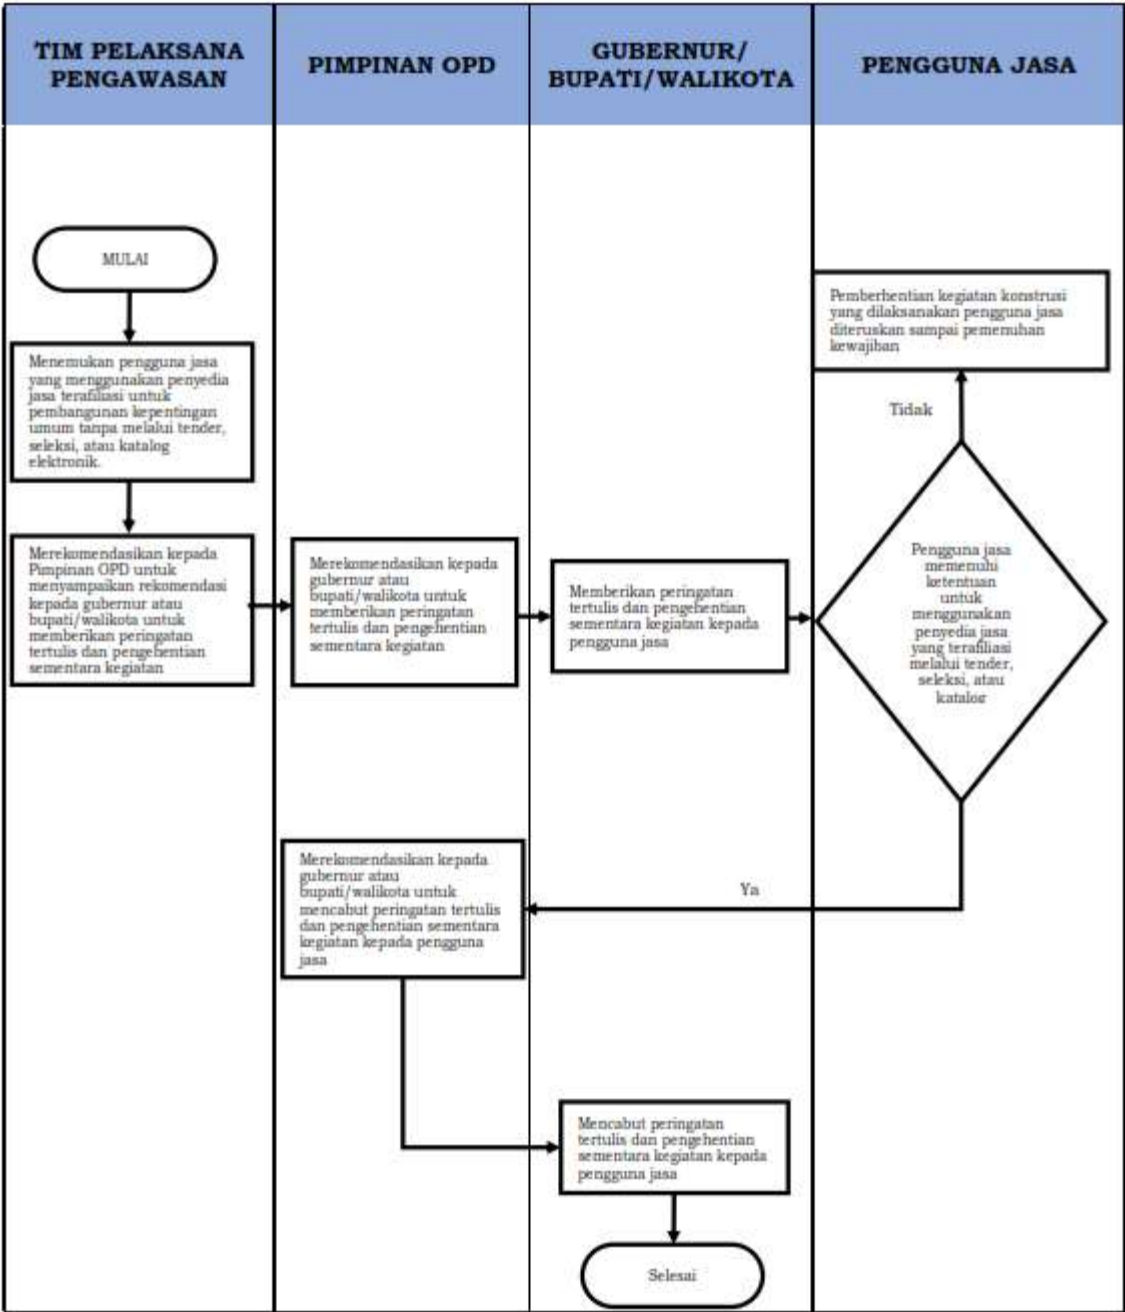 TIM PELAKSANA
PENGAWASAN
PIMPINAN OPD
GUBERNUR/
BUPATI/WALIKOTA
PENGGUNA JASA
MULAI
Menemukan pengguna jasa
yang menggunakan penyedia
jasa terafiliasi untuk
pembangunan kepentingan
umum tanpa melalui tender,
seleksi, atau katalog
elektronik.
Merekomendasikan kepada
Pimpinan OPD untuk
menyampaikan rekomendasi
kepada gubernur atau
bupati/walikota untuk
memberikan peringatan
tertulis dan pengehentian
sementara kegiatan
Merekomendasikan kepada
gubernur atau
bupati/walikota untuk
memberikan peringatan
tertulis dan pengehentian
sementara kegiatan
Memberikan peringatan
tertulis dan pengehentian
sementara kegiatan kepada
pengguna jasa
Pengguna jasa
memenuhi
ketentuan
untuk
menggunakan
penyedia jasa
yang terafiliasi
melalui tender,
seleksi, atau
katalog
Tidak
Pemberhentian kegiatan konstruksi
yang dilaksanakan pengguna jasa
diteruskan sampai pemenuhan
kewajiban
Ya
Merekomendasikan kepada
gubernur atau
bupati/walikota untuk
mencabut peringatan tertulis
dan pengehentian sementara
kegiatan kepada pengguna
jasa
Mencabut peringatan
tertulis dan pengehentian
sementara kegiatan kepada
pengguna jasa
Selesai